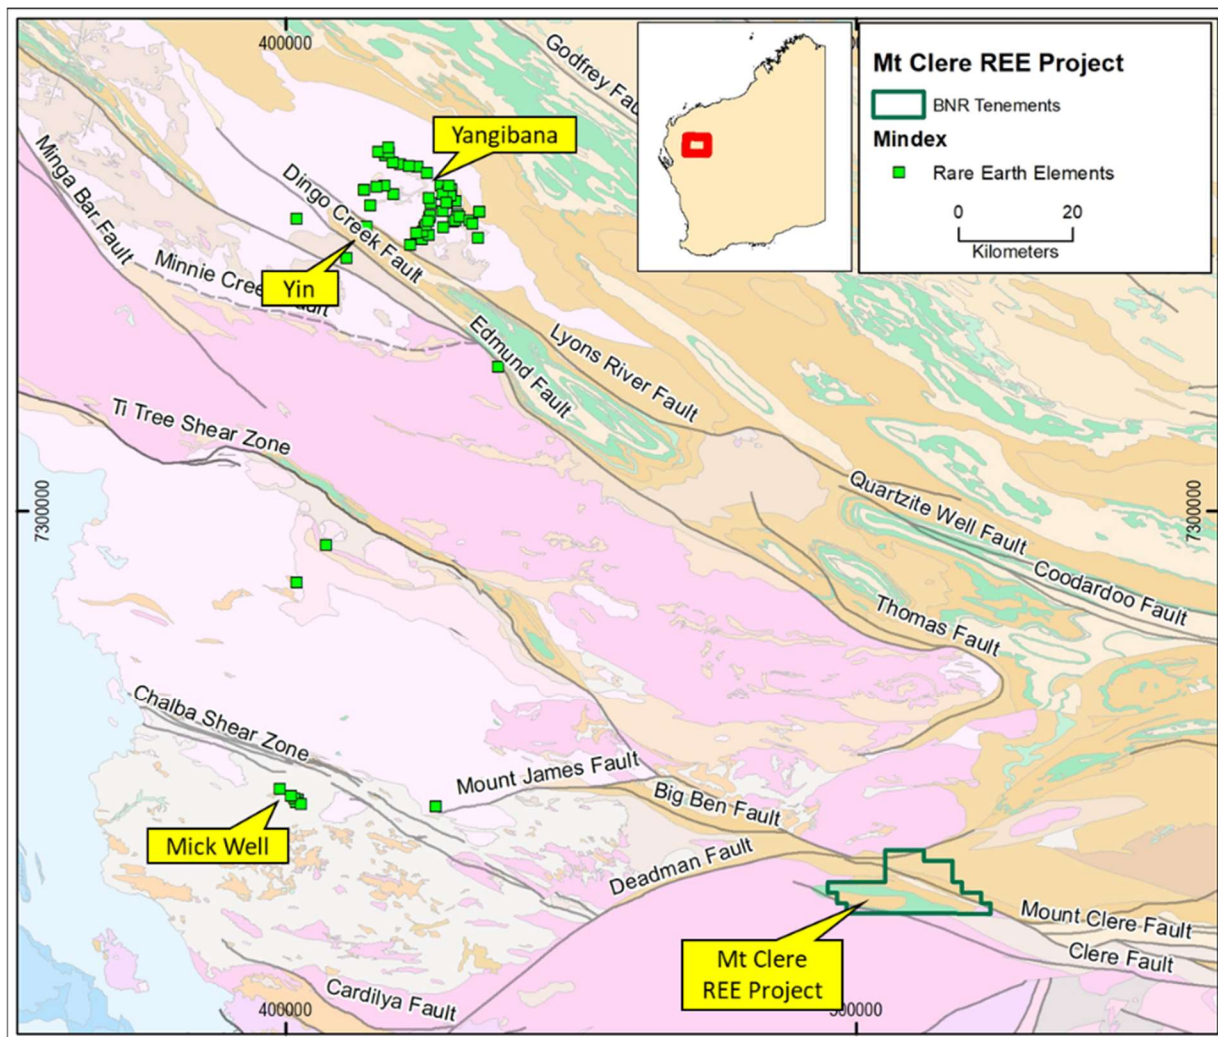 400000
Godfrey Fau
Mt Clere REE Project
BNR Tenements
Mindex
Rare Earth Elements
0 20
Kilometers
Yangibana
Minga Bar Fault
Dingo Creek Fault
Minnie Cree
ult
Yin
Edmund Fault
Lyons River Fault
Ti Tree Shear Zone
7300000
7300000
Quartzite Well Fault
Coodardoo Fault
Thomas Fault
Chalba Shear Zone
Mount James Fault
Big Ben Fault
Mick Well
Deadman Fault
Mount Clere Fault
Clere Fault
Mt Clere
REE Project
Cardilya Fault
400000
00000